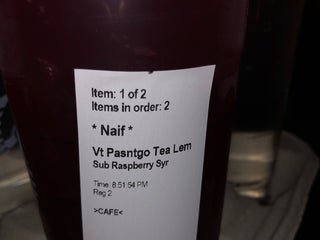 Item: 1 of 2
Items in order: 2
* Naif *
Vt Pasntgo Tea Lem
Sub Raspberry Syr
Time: 8:51:54 PM
Reg 2
>CAFE<